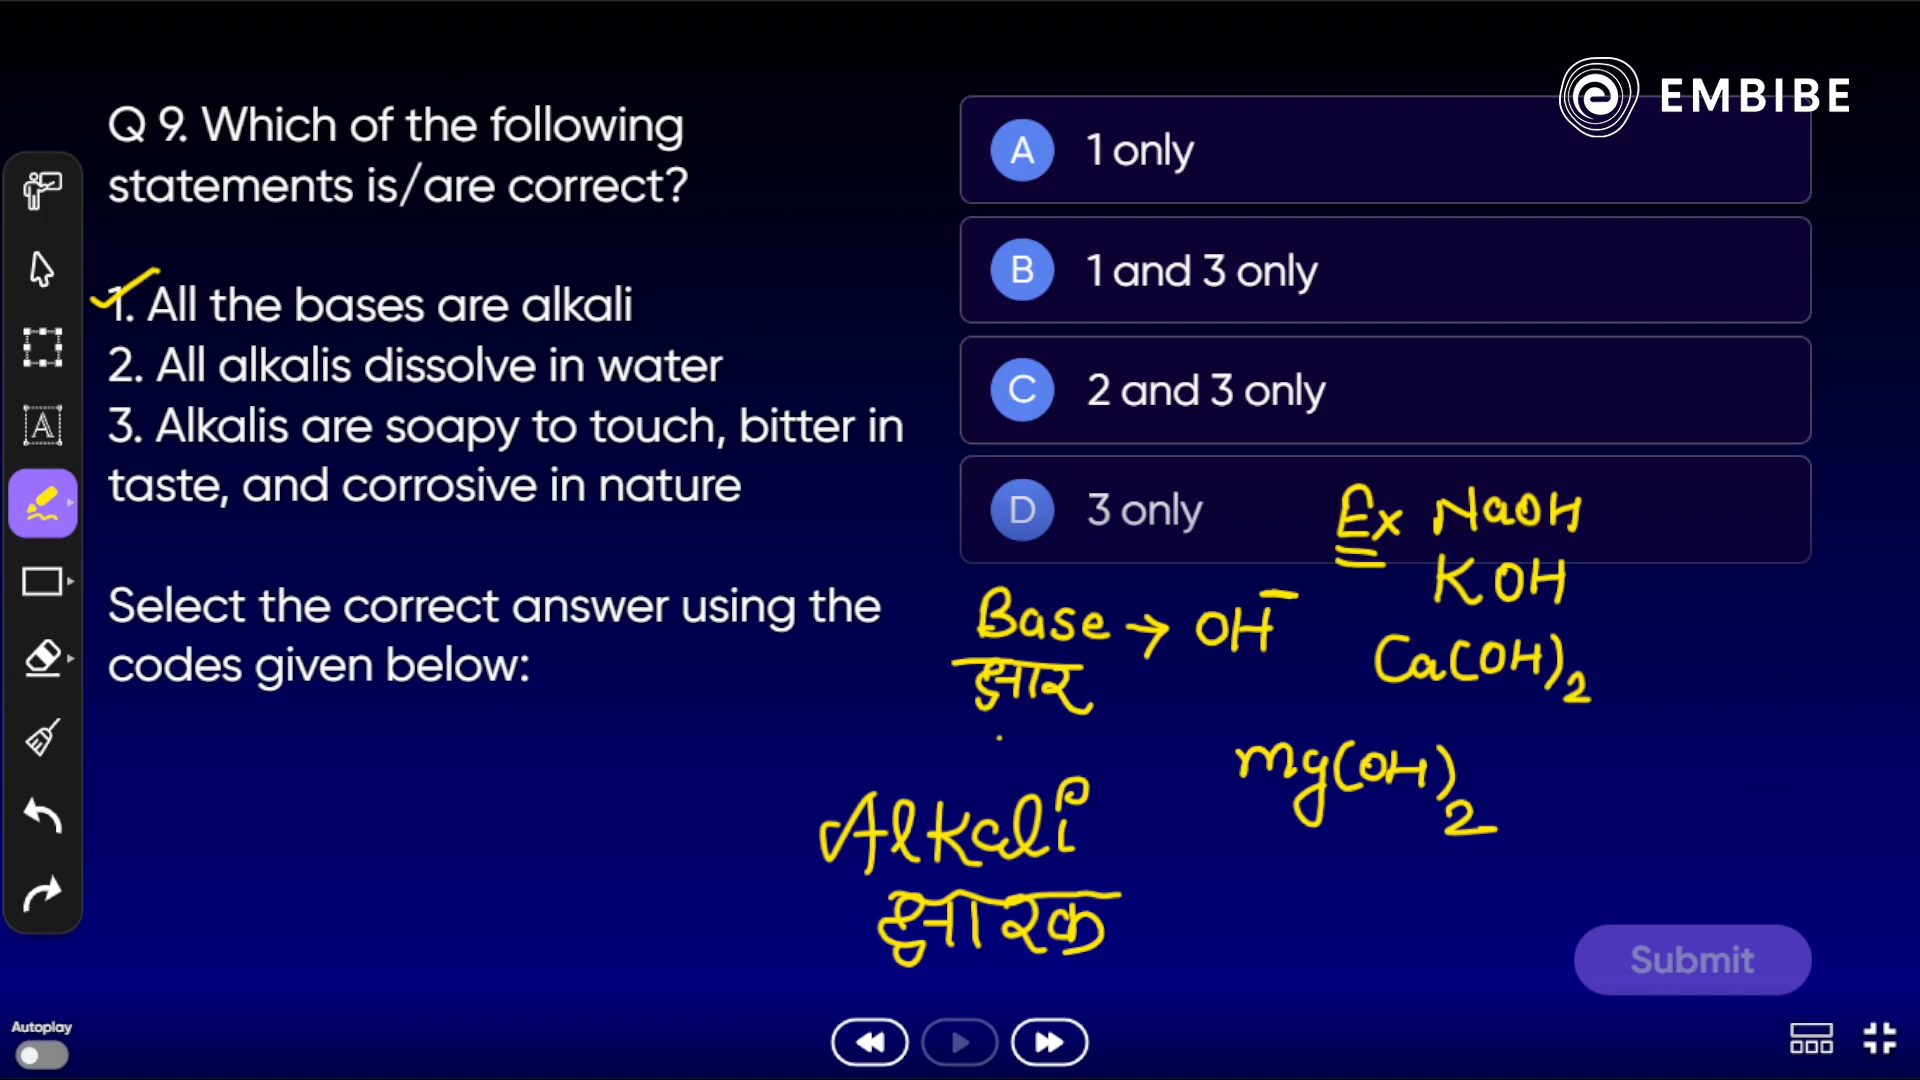 EMBIBE
Q 9. Which of the following
statements is/are correct?
1. All the bases are alkali
2. All alkalis dissolve in water
3. Alkalis are soapy to touch, bitter in
taste, and corrosive in nature
Select the correct answer using the
codes given below:
A 1 only
B 1 and 3 only
C 2 and 3 only
D 3 only
Ex NaOH
KOH
Ca(OH)2
Base → OH⁻
क्षार
Mg(OH)2
Alkali
क्षारक
Submit
Autoplay